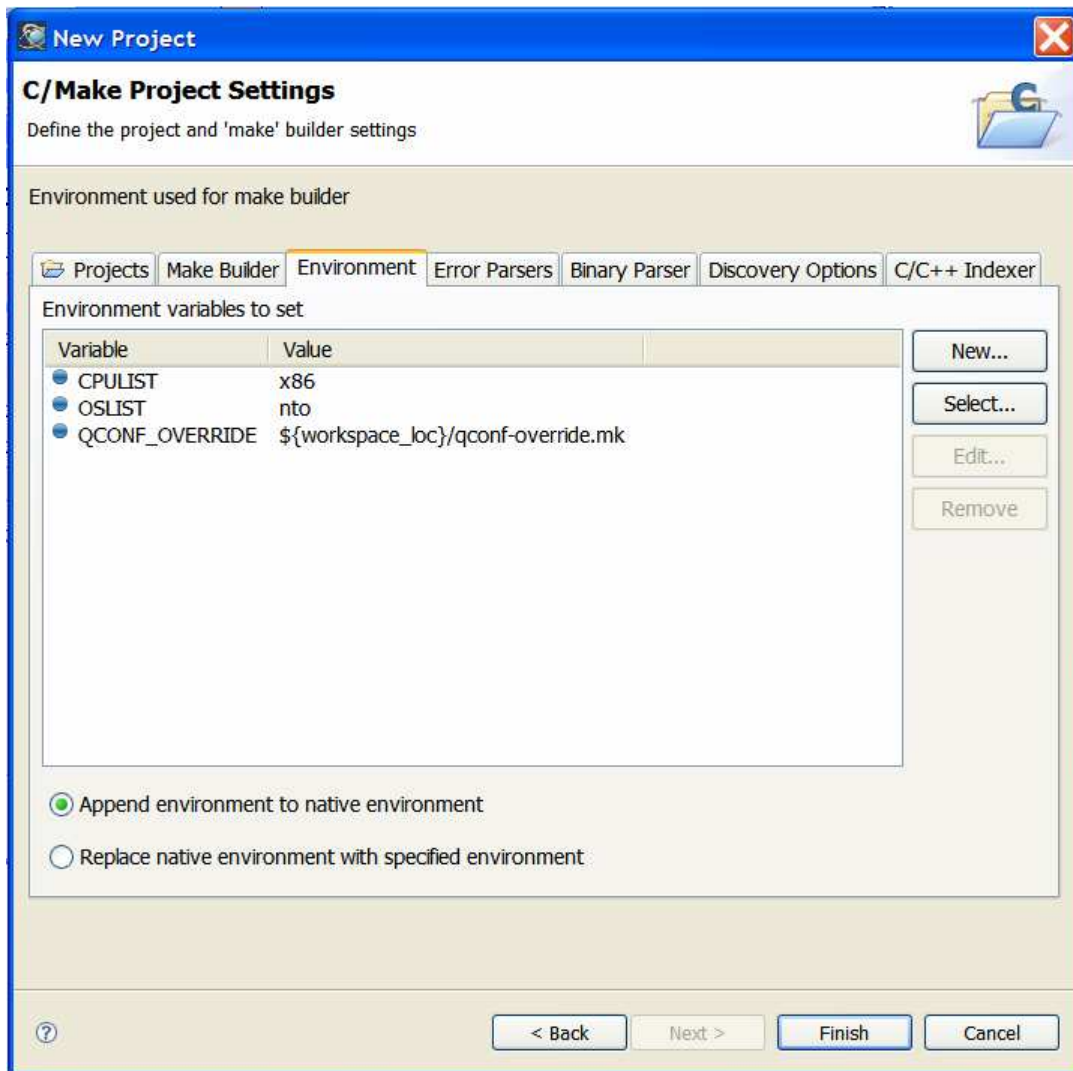 New Project
C/Make Project Settings
Define the project and 'make' builder settings
Environment used for make builder
Projects Make Builder Environment Error Parsers Binary Parser Discovery Options C/C++ Indexer
Environment variables to set
Variable Value
New...
CPULIST x86
OSLIST nto
Select...
QCONF_OVERRIDE ${workspace_loc}/qconf-override.mk
Edit...
Remove
Append environment to native environment
Replace native environment with specified environment
? < Back Next > Finish Cancel